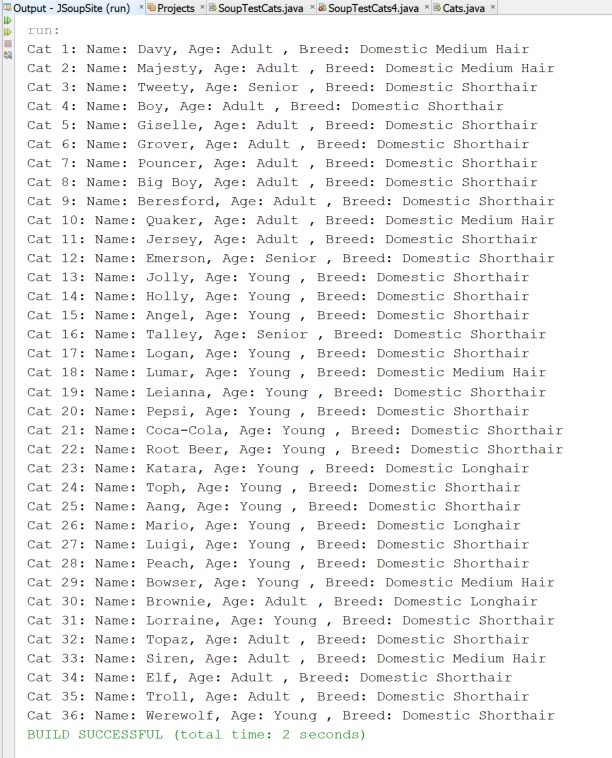 Output - JSoupSite (run) × Projects × SoupTestCats.java × SoupTestCats4.java × Cats.java ×
run:
Cat 1: Name: Davy, Age: Adult , Breed: Domestic Medium Hair
Cat 2: Name: Majesty, Age: Adult , Breed: Domestic Medium Hair
Cat 3: Name: Tweety, Age: Senior , Breed: Domestic Shorthair
Cat 4: Name: Boy, Age: Adult , Breed: Domestic Shorthair
Cat 5: Name: Giselle, Age: Adult , Breed: Domestic Shorthair
Cat 6: Name: Grover, Age: Adult , Breed: Domestic Shorthair
Cat 7: Name: Pouncer, Age: Adult , Breed: Domestic Shorthair
Cat 8: Name: Big Boy, Age: Adult , Breed: Domestic Shorthair
Cat 9: Name: Beresford, Age: Adult , Breed: Domestic Shorthair
Cat 10: Name: Quaker, Age: Adult , Breed: Domestic Medium Hair
Cat 11: Name: Jersey, Age: Adult , Breed: Domestic Shorthair
Cat 12: Name: Emerson, Age: Senior , Breed: Domestic Shorthair
Cat 13: Name: Jolly, Age: Young , Breed: Domestic Shorthair
Cat 14: Name: Holly, Age: Young , Breed: Domestic Shorthair
Cat 15: Name: Angel, Age: Young , Breed: Domestic Shorthair
Cat 16: Name: Talley, Age: Senior , Breed: Domestic Shorthair
Cat 17: Name: Logan, Age: Young , Breed: Domestic Shorthair
Cat 18: Name: Lumar, Age: Young , Breed: Domestic Medium Hair
Cat 19: Name: Leianna, Age: Young , Breed: Domestic Shorthair
Cat 20: Name: Pepsi, Age: Young , Breed: Domestic Shorthair
Cat 21: Name: Coca-Cola, Age: Young , Breed: Domestic Shorthair
Cat 22: Name: Root Beer, Age: Young , Breed: Domestic Shorthair
Cat 23: Name: Katara, Age: Young , Breed: Domestic Longhair
Cat 24: Name: Toph, Age: Young , Breed: Domestic Shorthair
Cat 25: Name: Aang, Age: Young , Breed: Domestic Shorthair
Cat 26: Name: Mario, Age: Young , Breed: Domestic Longhair
Cat 27: Name: Luigi, Age: Young , Breed: Domestic Shorthair
Cat 28: Name: Peach, Age: Young , Breed: Domestic Shorthair
Cat 29: Name: Bowser, Age: Young , Breed: Domestic Medium Hair
Cat 30: Name: Brownie, Age: Adult , Breed: Domestic Longhair
Cat 31: Name: Lorraine, Age: Young , Breed: Domestic Shorthair
Cat 32: Name: Topaz, Age: Adult , Breed: Domestic Shorthair
Cat 33: Name: Siren, Age: Adult , Breed: Domestic Medium Hair
Cat 34: Name: Elf, Age: Adult , Breed: Domestic Shorthair
Cat 35: Name: Troll, Age: Adult , Breed: Domestic Shorthair
Cat 36: Name: Werewolf, Age: Young , Breed: Domestic Shorthair
BUILD SUCCESSFUL (total time: 2 seconds)